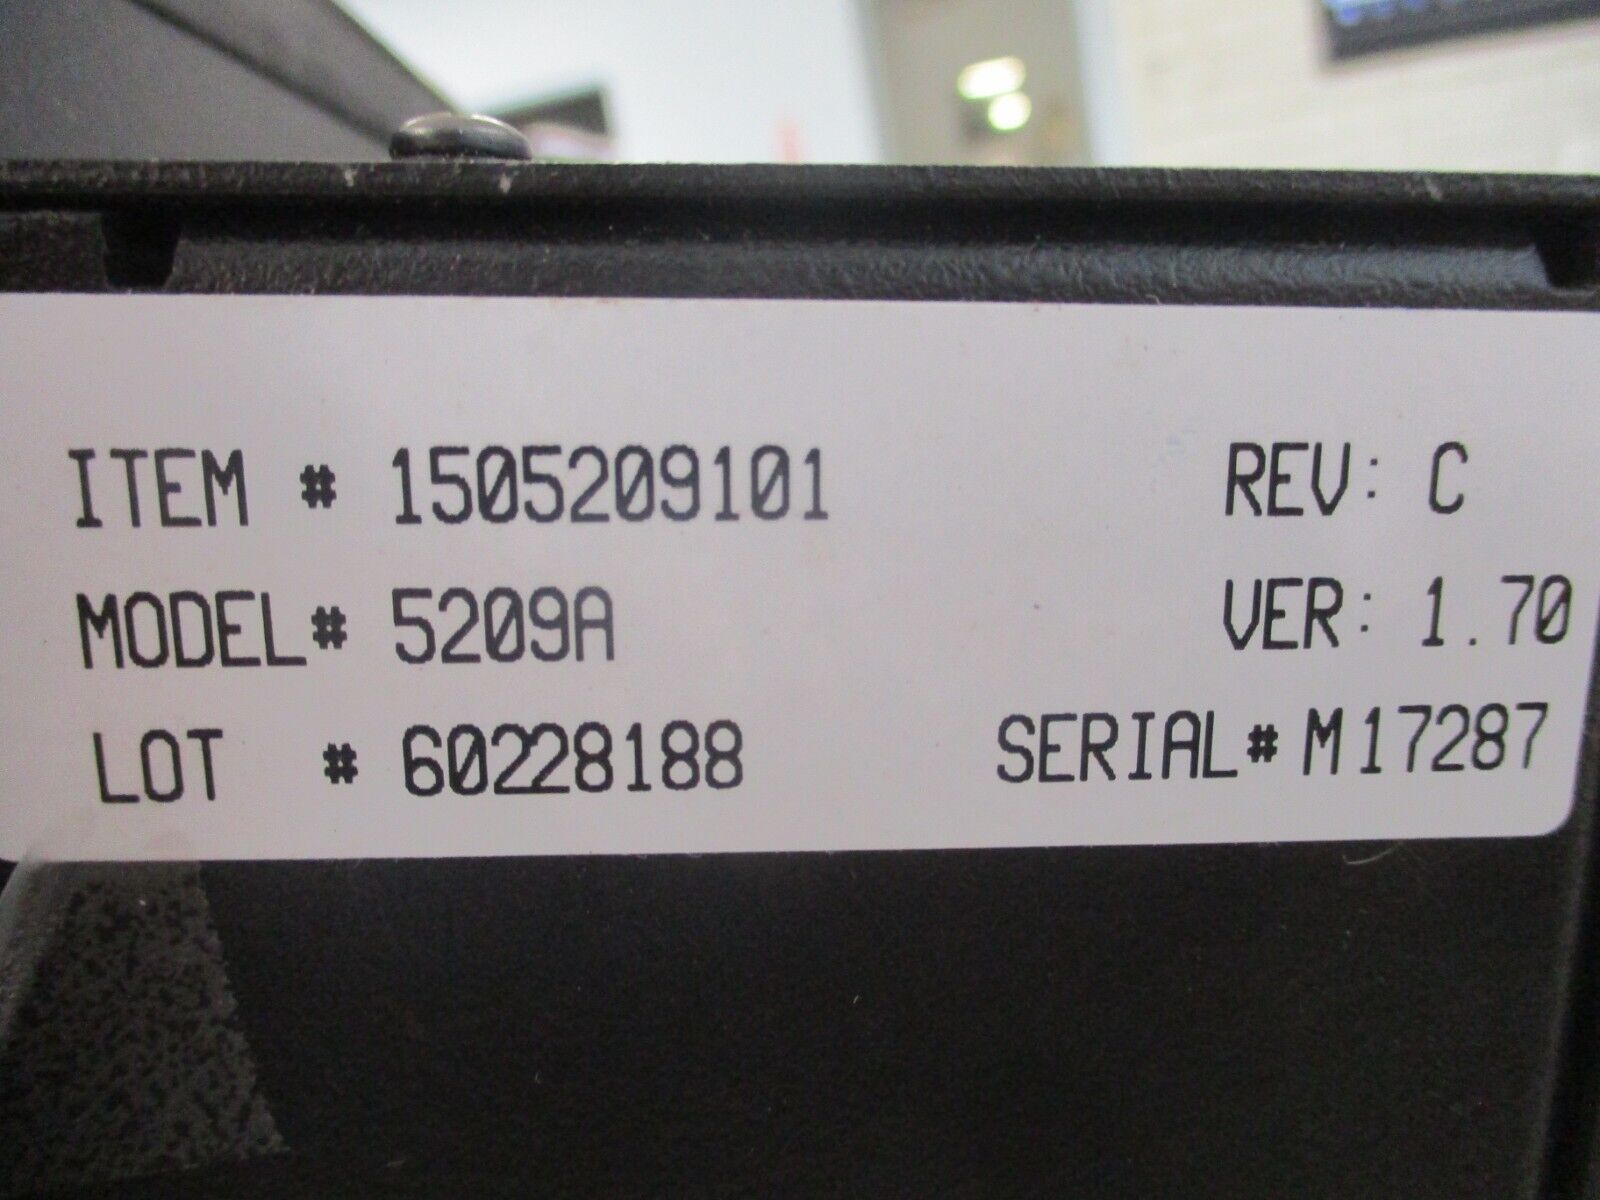 ITEM # 1505209101 REV: C
MODEL# 5209A VER: 1.70
LOT # 60228188 SERIAL# M17287